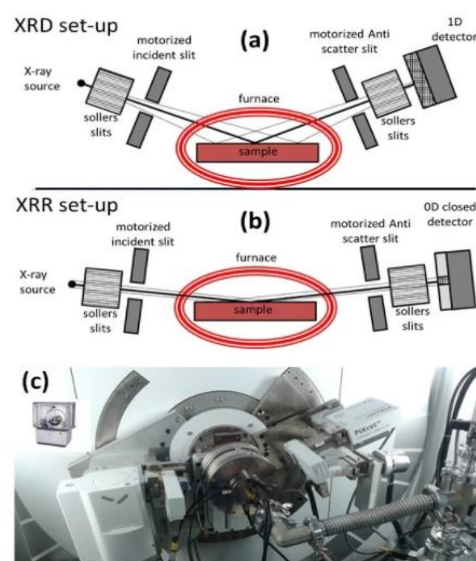 XRD set-up
(a)
1D
detector
motorized
incident slit
motorized Anti
scatter slit
X-ray
source
furnace
sollers
slits
sample
sollers
slits
XRR set-up
(b)
0D closed
detector
motorized
incident slit
motorized Anti
scatter slit
furnace
X-ray
source
sollers
slits
sample
sollers
slits
(c)
PIXcel